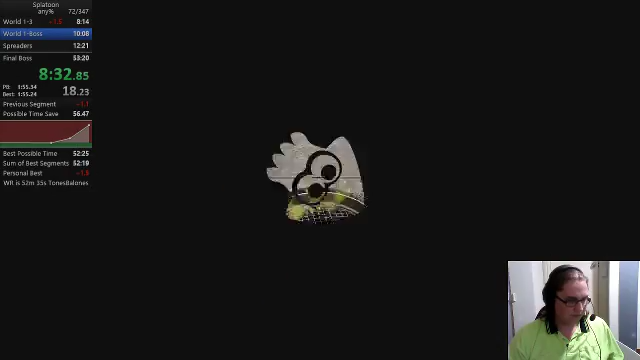 Splatoon
any% 72/347
World 1-3 -1.5 8:14
World 1-Boss 10:08
Spreaders 12:21
Final Boss 53:20
8:32.85
PB: 1:55.34
Best: 1:55.24
18.23
Previous Segment -1.1
Possible Time Save 56.47
Best Possible Time 52:25
Sum of Best Segments 52:19
Personal Best -1.5
WR is 52m 35s TonesBalones